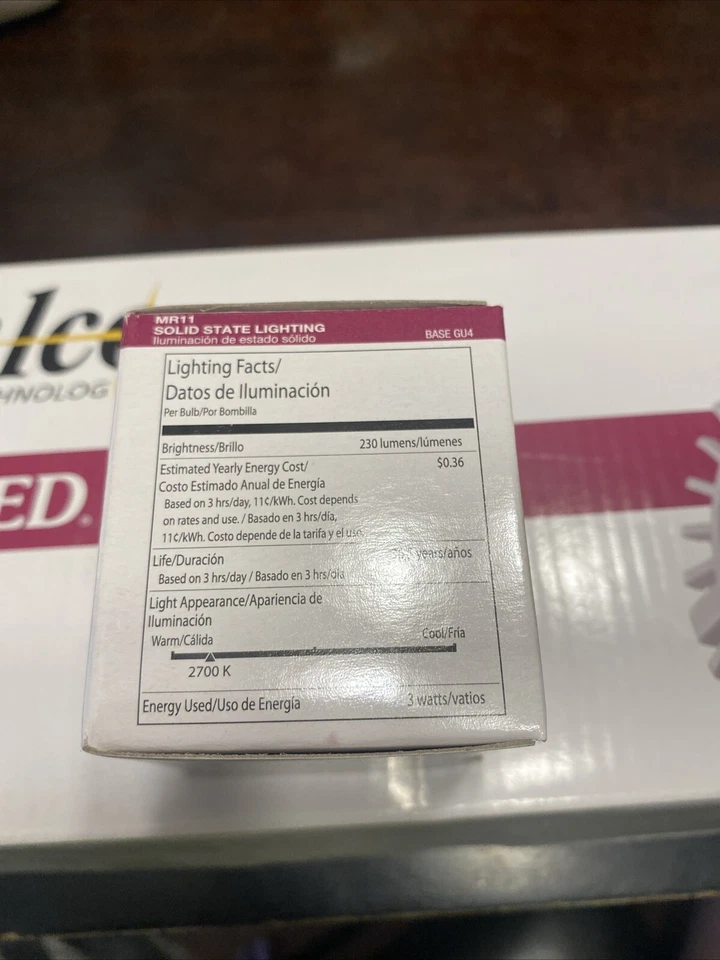 MR11
SOLID STATE LIGHTING
Iluminación de estado sólido
BASE GU4
Lighting Facts/
Datos de Iluminación
Per Bulb/Por Bombilla
Brightness/Brillo 230 lumens/lúmenes
Estimated Yearly Energy Cost/ $0.36
Costo Estimado Anual de Energía
Based on 3 hrs/day, 11¢/kWh. Cost depends
on rates and use. / Basado en 3 hrs/día,
11¢/kWh. Costo depende de la tarifa y el uso.
Life/Duración years/años
Based on 3 hrs/day / Basado en 3 hrs/día
Light Appearance/Apariencia de
Iluminación
Warm/Cálida Cool/Fría
2700 K
Energy Used/Uso de Energía 3 watts/vatios
ED®